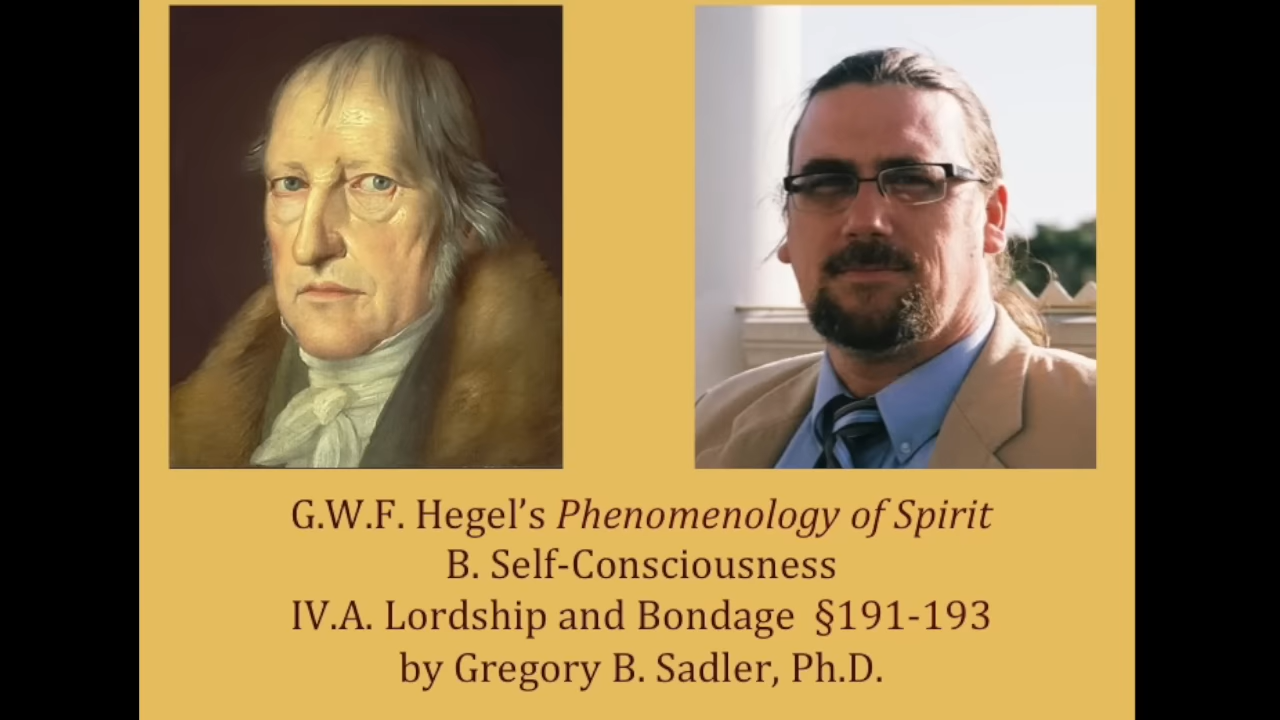 G.W.F. Hegel’s Phenomenology of Spirit
B. Self-Consciousness
IV.A. Lordship and Bondage §191-193
by Gregory B. Sadler, Ph.D.